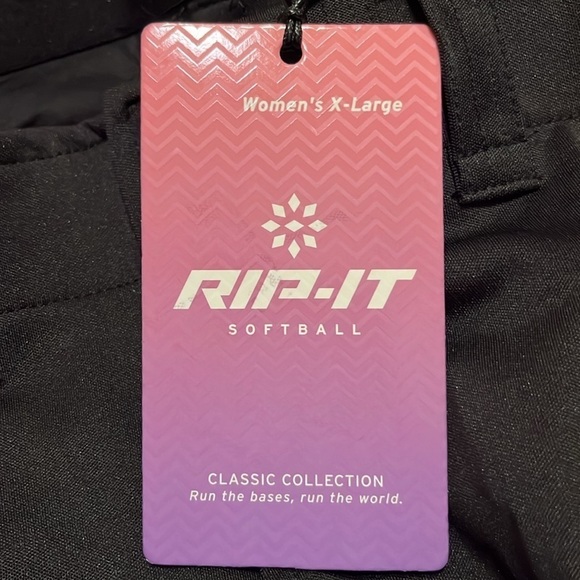 Women's X-Large
RIP-IT
SOFTBALL
CLASSIC COLLECTION
Run the bases, run the world.